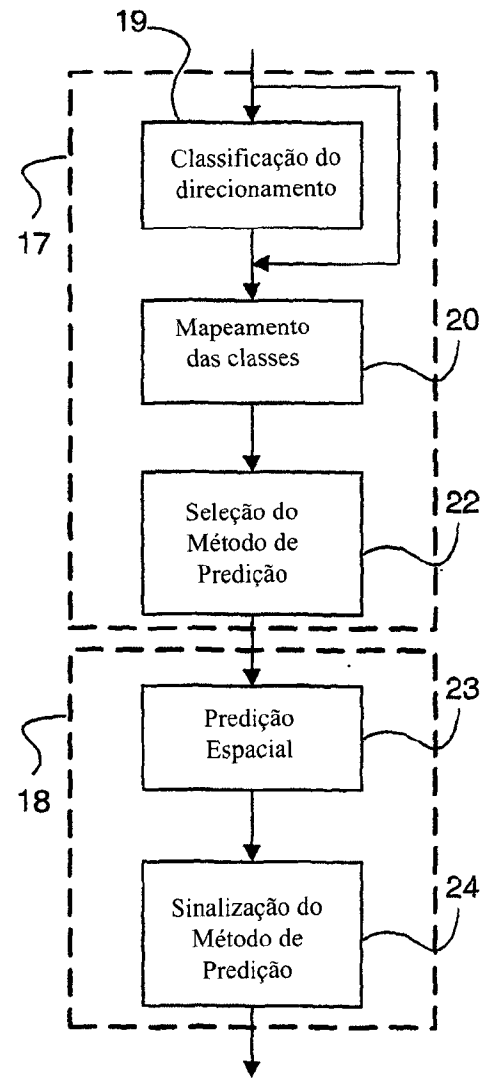 19
Classificação do
direcionamento
17
Mapeamento
das classes
20
Seleção do
Método de
Predição
22
Predição
Espacial
23
18
Sinalização do
Método de
Predição
24